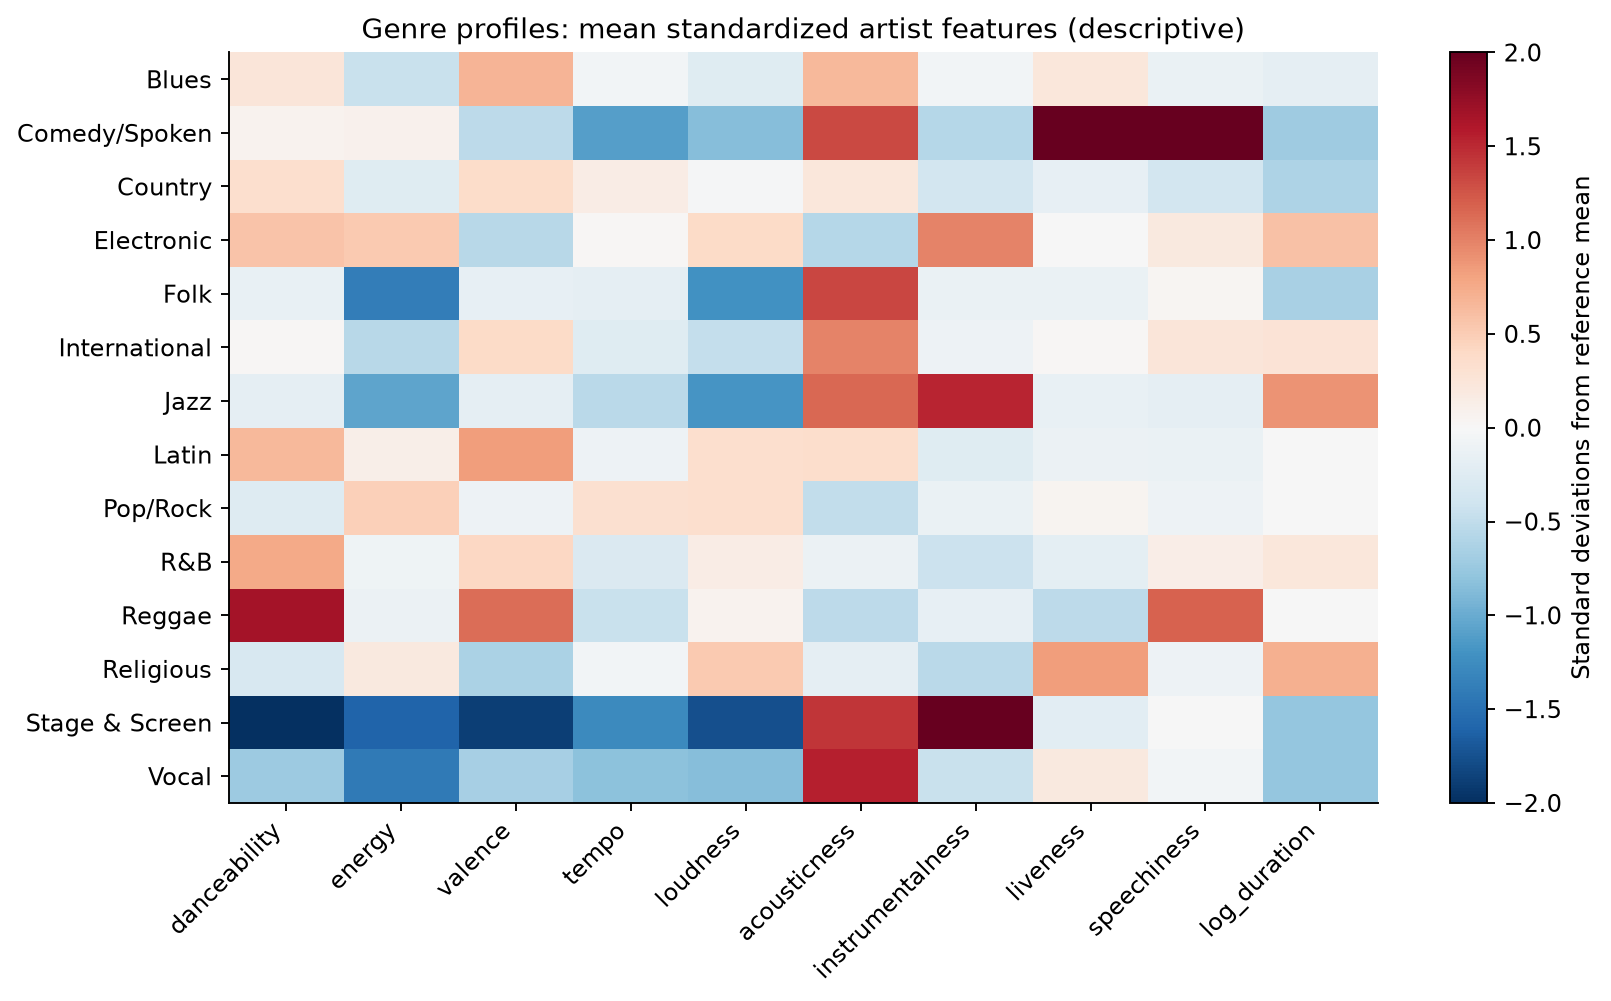 Genre profiles: mean standardized artist features (descriptive)
Blues
Comedy/Spoken
Country
Electronic
Folk
International
Jazz
Latin
Pop/Rock
R&B
Reggae
Religious
Stage & Screen
Vocal
danceability
energy
valence
tempo
loudness
acousticness
instrumentalness
liveness
speechiness
log_duration
2.0
1.5
1.0
0.5
0.0
−0.5
−1.0
−1.5
−2.0
Standard deviations from reference mean